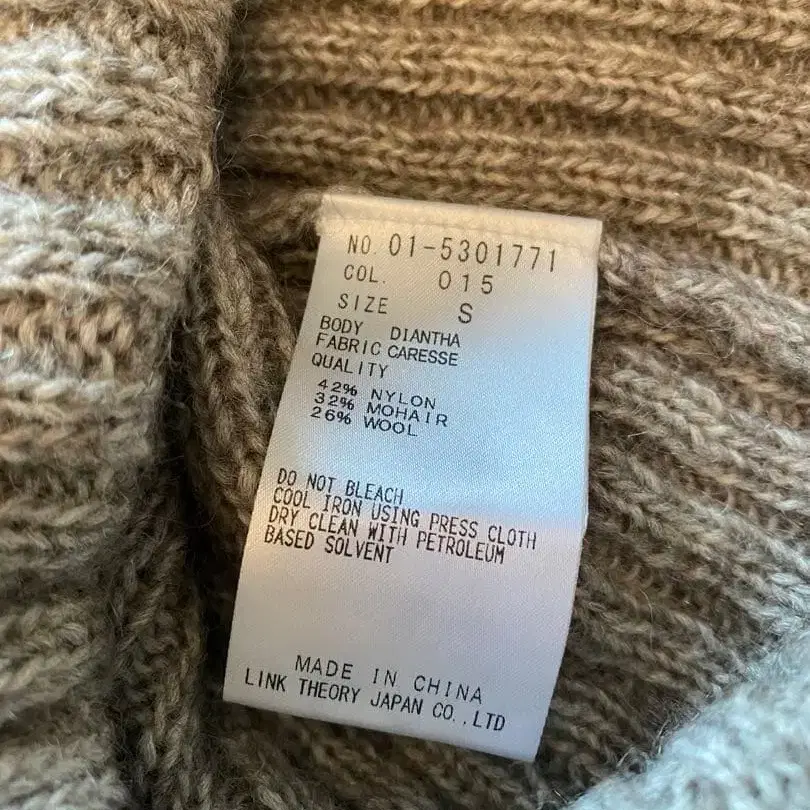 NO. 01-5301771
COL. 015
SIZE S
BODY DIANTHA
FABRIC CARESSE
QUALITY
42% NYLON
32% MOHAIR
26% WOOL
DO NOT BLEACH
COOL IRON USING PRESS CLOTH
DRY CLEAN WITH PETROLEUM
BASED SOLVENT
MADE IN CHINA
LINK THEORY JAPAN CO.,LTD